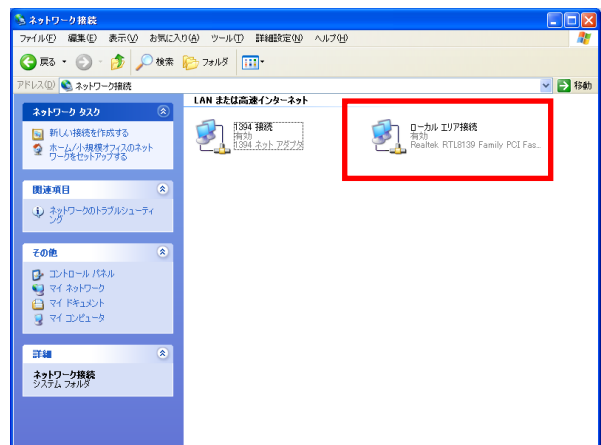 ネットワーク接続
ファイル(F) 編集(E) 表示(V) お気に入り(A) ツール(T) 詳細設定(N) ヘルプ(H)
戻る 検索 フォルダ
アドレス(D) ネットワーク接続 移動
ネットワーク タスク
新しい接続を作成する
ホーム/小規模オフィスのネット
ワークをセットアップする
関連項目
ネットワークのトラブルシューティ
ング
その他
コントロール パネル
マイ ネットワーク
マイ ドキュメント
マイ コンピュータ
詳細
ネットワーク接続
システム フォルダ
LAN または高速インターネット
1394 接続
有効
1394 ネット アダプタ
ローカル エリア接続
有効
Realtek RTL8139 Family PCI Fas...